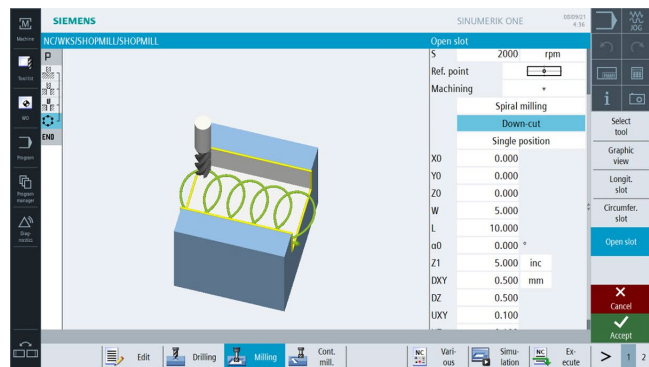 SIEMENS
SINUMERIK ONE
4:36
JOG
Machine
NC/WKS/SHOPMILL/SHOPMILL
Open slot
P
END
S 2000 rpm
Ref. point
Machining
Spiral milling
Down-cut
Single position
X0 0.000
Y0 0.000
Z0 0.000
W 5.000
L 10.000
α0 0.000 °
Z1 5.000 inc
DXY 0.500 mm
DZ 0.500
UXY 0.100
Tool list
WO
Program
Program
manager
Diag-
nostics
M
i
Select
tool
Graphic
view
Longit.
slot
Circumfer.
slot
Open slot
Cancel
Accept
Edit
Drilling
Milling
Cont.
mill.
NC
Vari-
ous
Simu-
lation
NC
Ex-
ecute
> 1 2